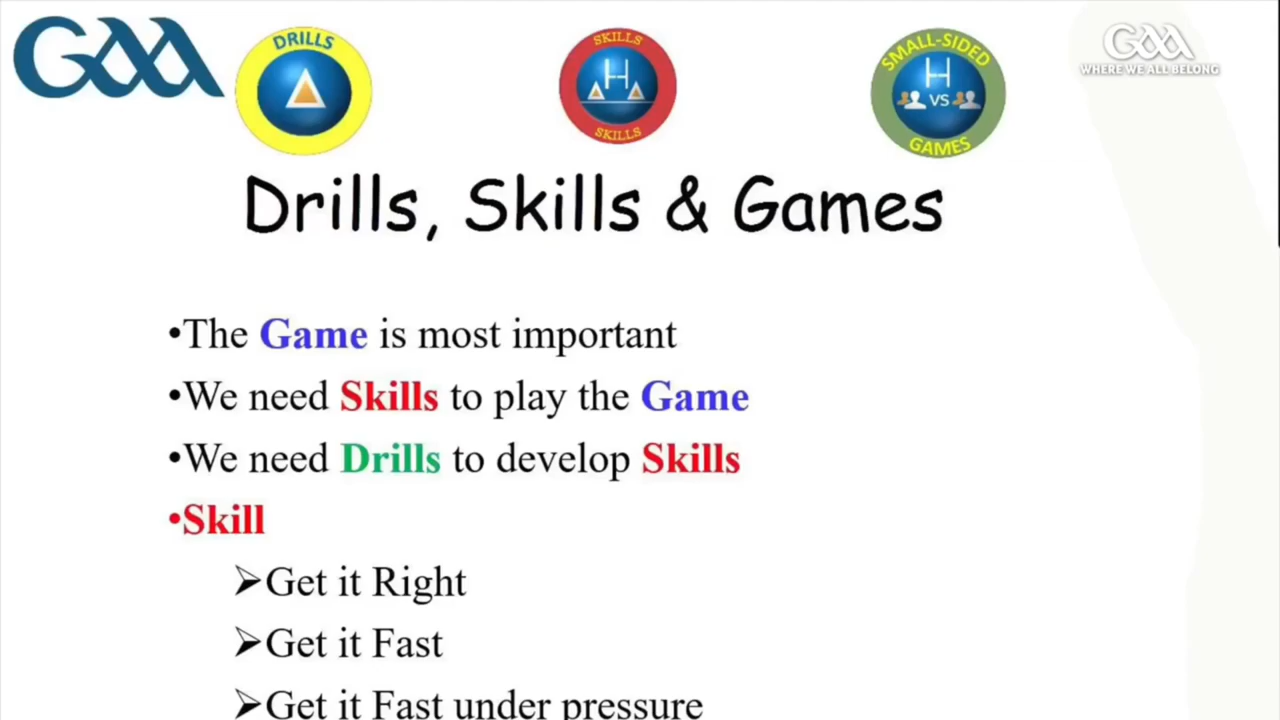 GAA
DRILLS
SKILLS
SKILLS
SMALL-SIDED
VS
GAMES
GAA
WHERE WE ALL BELONG
Drills, Skills & Games
•The Game is most important
•We need Skills to play the Game
•We need Drills to develop Skills
•Skill
➢Get it Right
➢Get it Fast
➢Get it Fast under pressure